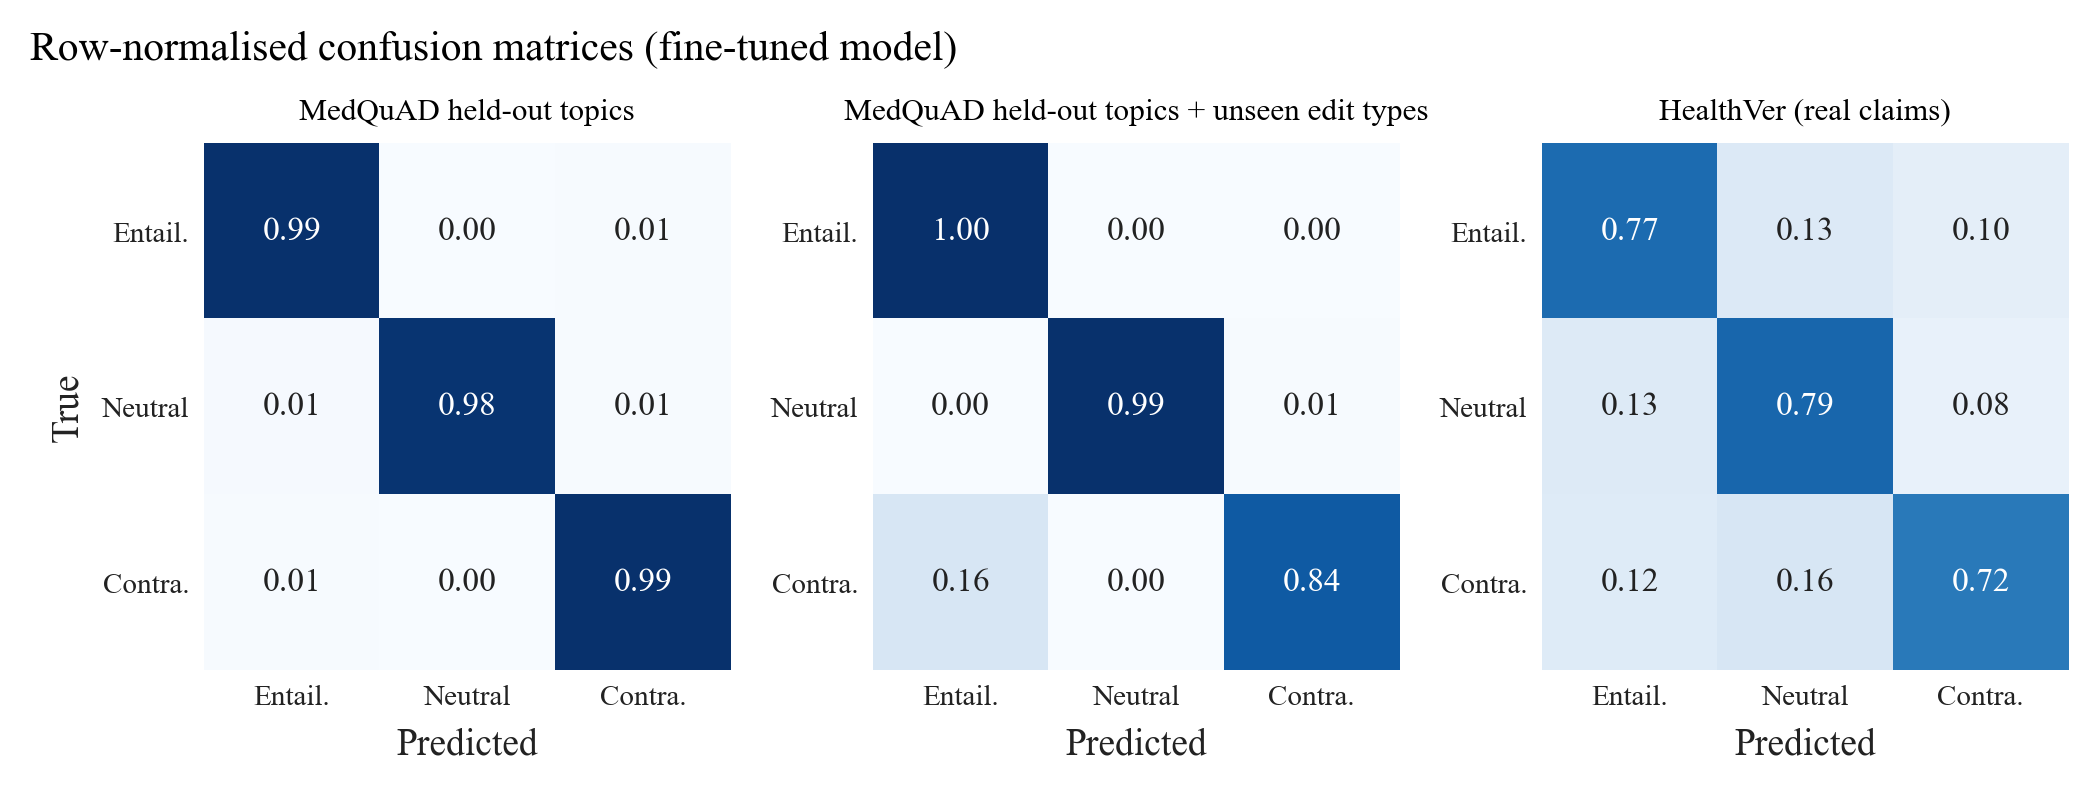 Row-normalised confusion matrices (fine-tuned model)
MedQuAD held-out topics
True
Entail. 0.99 0.00 0.01
Neutral 0.01 0.98 0.01
Contra. 0.01 0.00 0.99
Entail. Neutral Contra.
Predicted
MedQuAD held-out topics + unseen edit types
Entail. 1.00 0.00 0.00
Neutral 0.00 0.99 0.01
Contra. 0.16 0.00 0.84
Entail. Neutral Contra.
Predicted
HealthVer (real claims)
Entail. 0.77 0.13 0.10
Neutral 0.13 0.79 0.08
Contra. 0.12 0.16 0.72
Entail. Neutral Contra.
Predicted